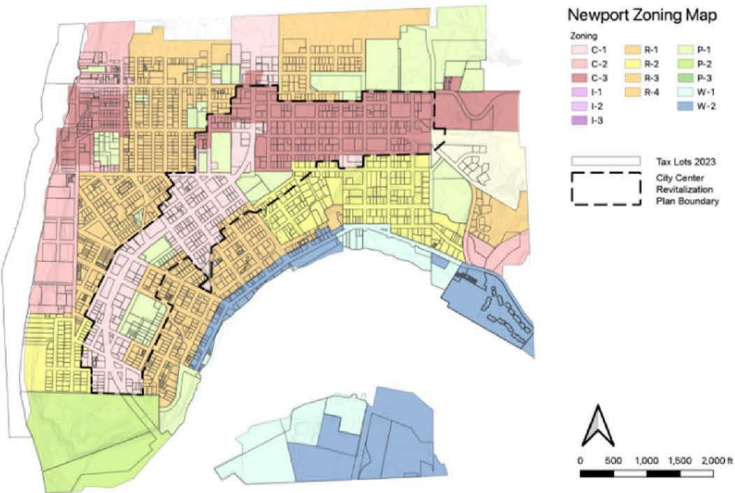 Newport Zoning Map
Zoning
C-1 R-1 P-1
C-2 R-2 P-2
C-3 R-3 P-3
I-1 R-4 W-1
I-2 W-2
I-3
Tax Lots 2023
City Center
Revitalization
Plan Boundary
0 500 1,000 1,500 2,000 ft